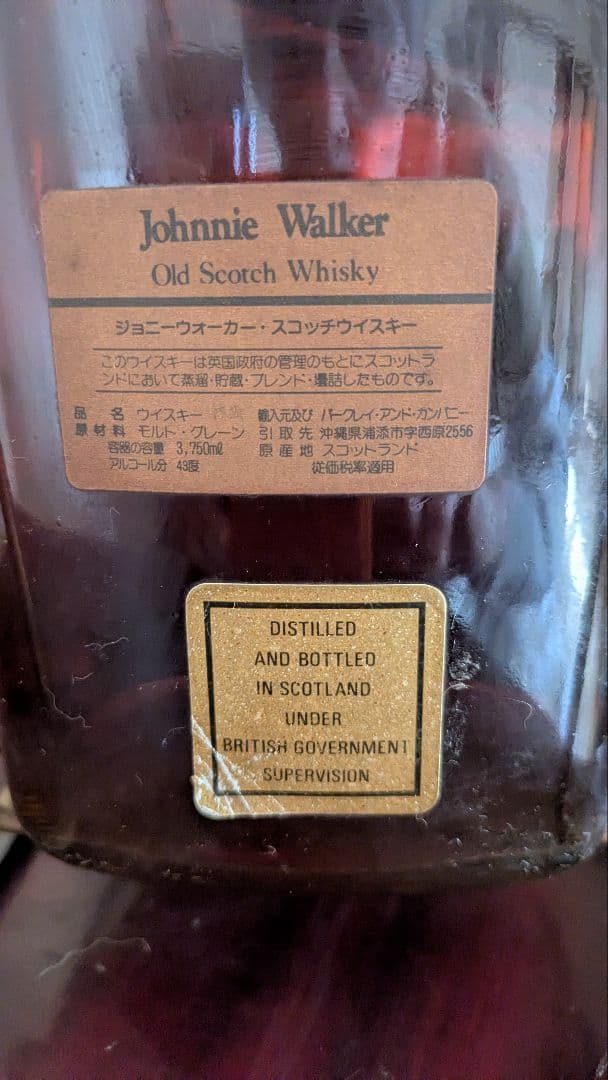 Johnnie Walker
Old Scotch Whisky
ジョニーウォーカー・スコッチウイスキー
このウイスキーは英国政府の管理のもとにスコットラ
ンドにおいて蒸溜・貯蔵・ブレンド・壜詰したものです。
品 名 ウイスキー
原材料 モルト・グレーン
容器の容量 3,750ml
アルコール分 43度
輸入元及び バークレイ・アンド・カンパニー
引取先 沖縄県浦添市字西原2556
原産地 スコットランド
従価税率適用
DISTILLED
AND BOTTLED
IN SCOTLAND
UNDER
BRITISH GOVERNMENT
SUPERVISION